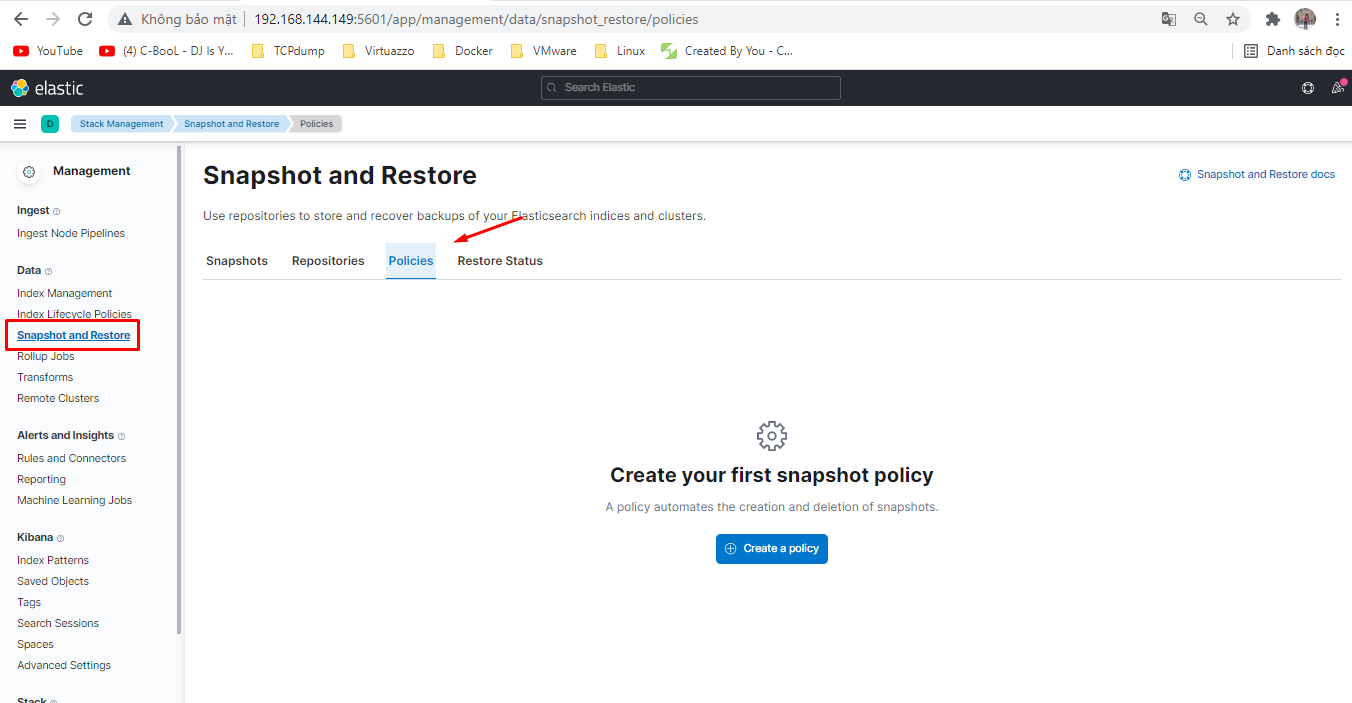 Không bảo mật 192.168.144.149:5601/app/management/data/snapshot_restore/policies
YouTube (4) C-BooL - DJ Is Y... TCPdump Virtuazzo Docker VMware Linux Created By You - C... Danh sách đọc
elastic Search Elastic
D Stack Management Snapshot and Restore Policies
Management
Ingest
Ingest Node Pipelines
Data
Index Management
Index Lifecycle Policies
Snapshot and Restore
Rollup Jobs
Transforms
Remote Clusters
Alerts and Insights
Rules and Connectors
Reporting
Machine Learning Jobs
Kibana
Index Patterns
Saved Objects
Tags
Search Sessions
Spaces
Advanced Settings
Stack
Snapshot and Restore
Snapshot and Restore docs
Use repositories to store and recover backups of your Elasticsearch indices and clusters.
Snapshots Repositories Policies Restore Status
Create your first snapshot policy
A policy automates the creation and deletion of snapshots.
Create a policy